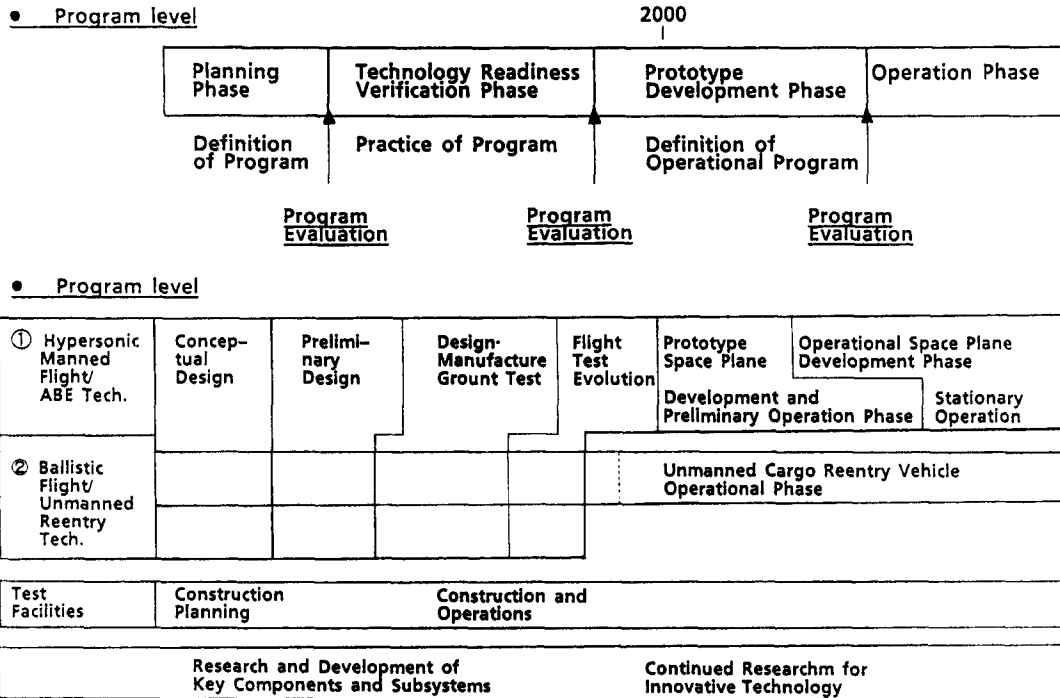 • Program level
2000
Planning
Phase
Technology Readiness
Verification Phase
Prototype
Development Phase
Operation Phase
Definition
of Program
Practice of Program
Definition of
Operational Program
Program
Evaluation
Program
Evaluation
Program
Evaluation
• Program level
① Hypersonic
Manned
Flight/
ABE Tech.
Concep-
tual
Design
Prelimi-
nary
Design
Design·
Manufacture
Grount Test
Flight
Test
Evolution
Prototype
Space Plane
Operational Space Plane
Development Phase
Development and
Preliminary Operation Phase
Stationary
Operation
② Ballistic
Flight/
Unmanned
Reentry
Tech.
Unmanned Cargo Reentry Vehicle
Operational Phase
Test
Facilities
Construction
Planning
Construction and
Operations
Research and Development of
Key Components and Subsystems
Continued Researchm for
Innovative Technology